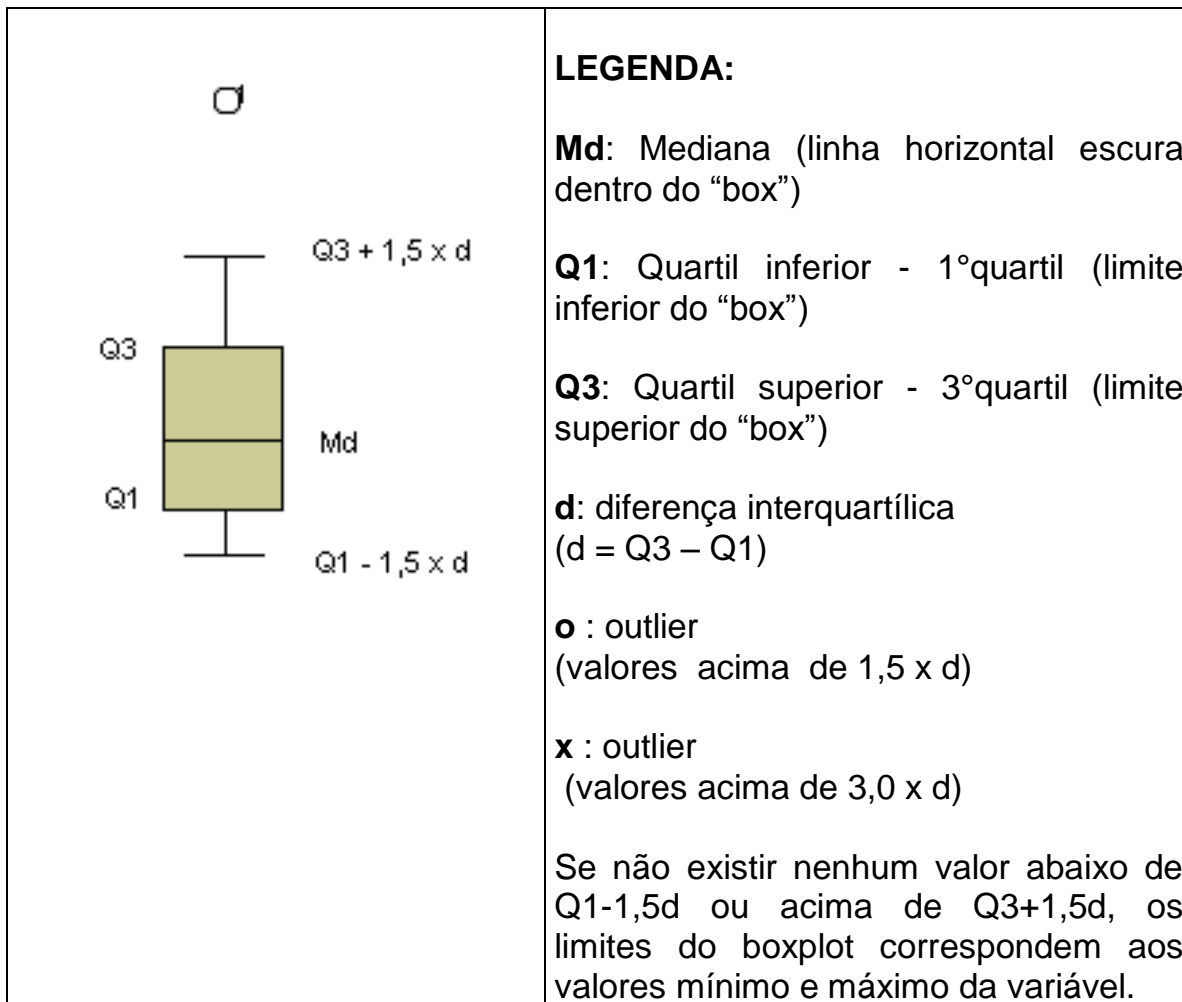 Q3 + 1,5 x d
Q3
Md
Q1
Q1 - 1,5 x d
LEGENDA:
Md: Mediana (linha horizontal escura
dentro do “box”)
Q1: Quartil inferior - 1°quartil (limite
inferior do “box”)
Q3: Quartil superior - 3°quartil (limite
superior do “box”)
d: diferença interquartílica
(d = Q3 – Q1)
o : outlier
(valores acima de 1,5 x d)
x : outlier
(valores acima de 3,0 x d)
Se não existir nenhum valor abaixo de
Q1-1,5d ou acima de Q3+1,5d, os
limites do boxplot correspondem aos
valores mínimo e máximo da variável.